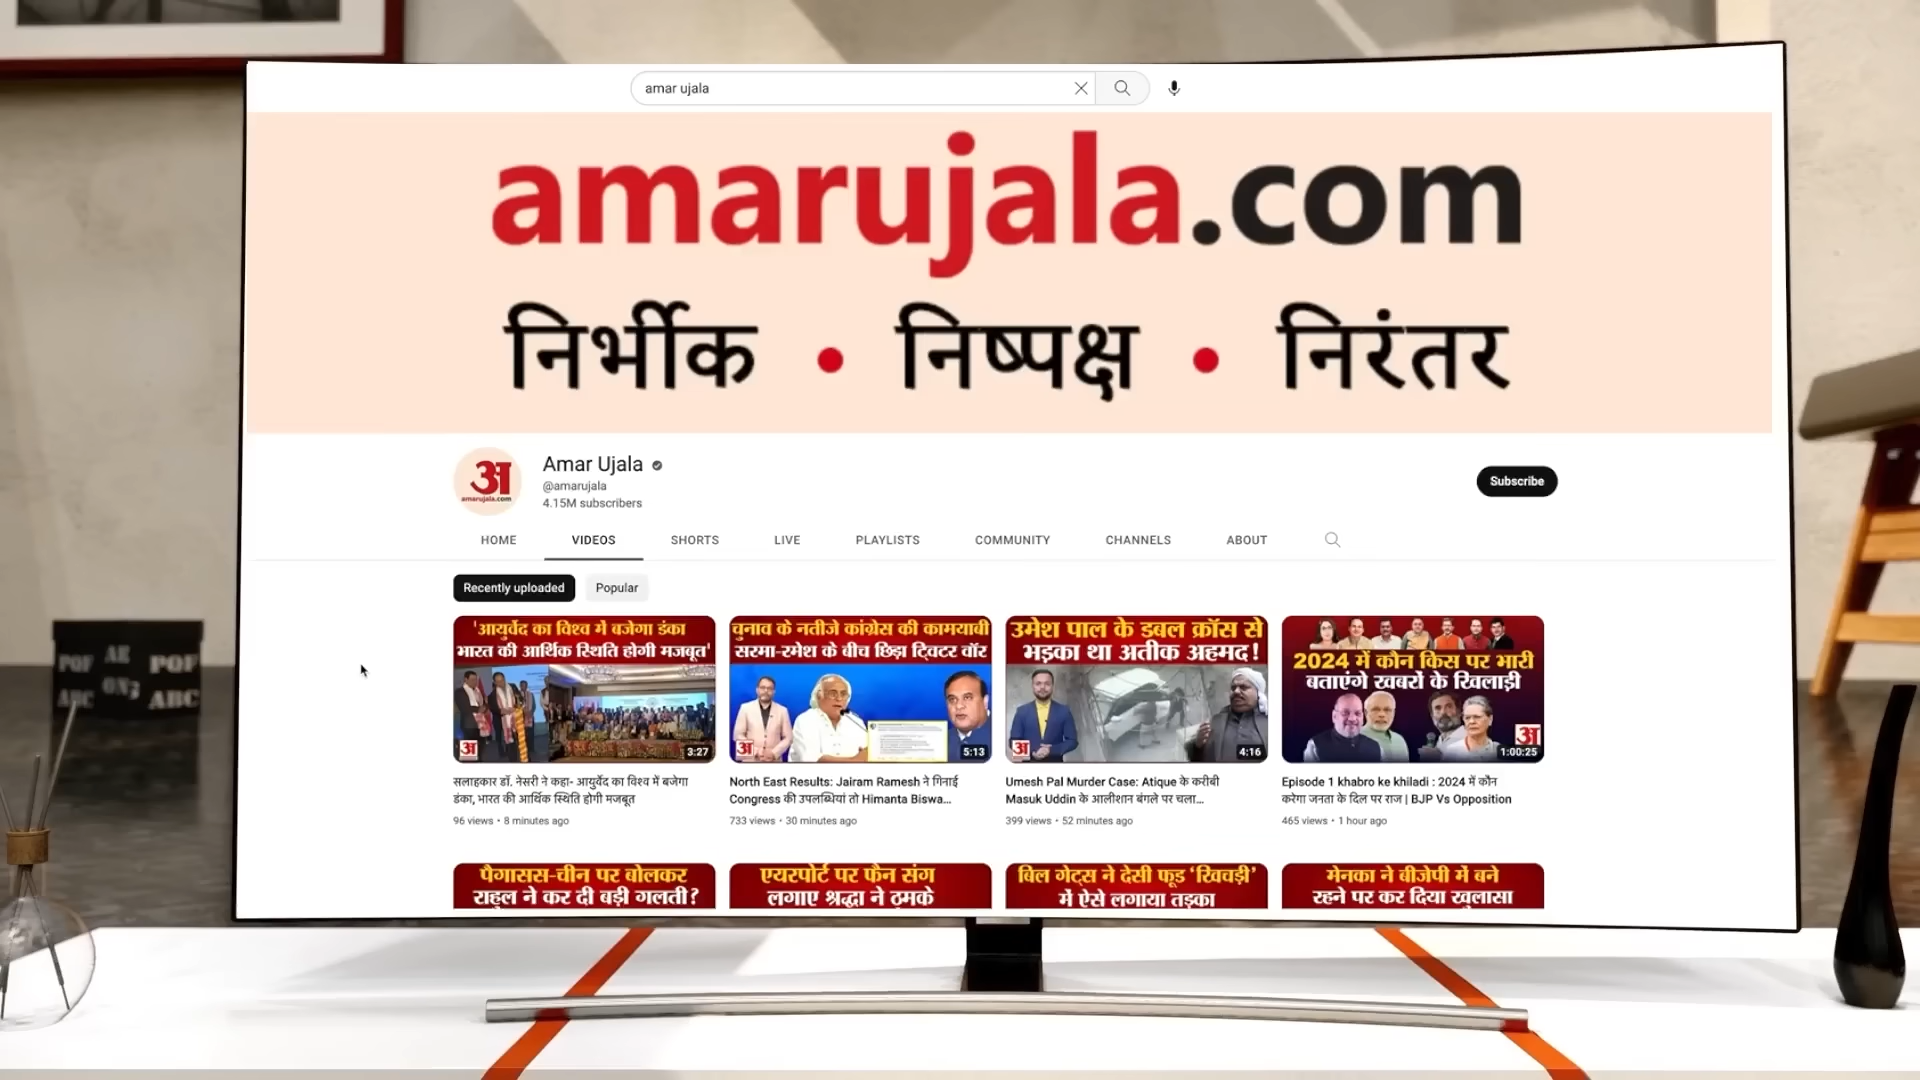 amar ujala
amarujala.com
निर्भीक • निष्पक्ष • निरंतर
अ
amarujala.com
Amar Ujala
@amarujala
4.15M subscribers
Subscribe
HOME VIDEOS SHORTS LIVE PLAYLISTS COMMUNITY CHANNELS ABOUT
Recently uploaded Popular
'आयुर्वेद का विश्व में बजेगा डंका
भारत की आर्थिक स्थिति होगी मजबूत'
अ
3:27
चुनाव के नतीजे कांग्रेस की कामयाबी
सरमा-रमेश के बीच छिड़ा ट्विटर वॉर
अ
5:13
उमेश पाल के डबल क्रॉस से
भड़का था अतीक अहमद!
अ
4:16
2024 में कौन किस पर भारी
बताएंगे खबरों के खिलाड़ी
अ
1:00:25
सलाहकार डॉ. नेसरी ने कहा- आयुर्वेद का विश्व में बजेगा
डंका, भारत की आर्थिक स्थिति होगी मजबूत
96 views • 8 minutes ago
North East Results: Jairam Ramesh ने गिनाई
Congress की उपलब्धियां तो Himanta Biswa...
733 views • 30 minutes ago
Umesh Pal Murder Case: Atique के करीबी
Masuk Uddin के आलीशान बंगले पर चला...
399 views • 52 minutes ago
Episode 1 khabro ke khiladi : 2024 में कौन
करेगा जनता के दिल पर राज | BJP Vs Opposition
465 views • 1 hour ago
पैगासस-चीन पर बोलकर
राहुल ने कर दी बड़ी गलती?
एयरपोर्ट पर फैन संग
लगाए श्रद्धा ने ठुमके
बिल गेट्स ने देसी फूड 'खिचड़ी'
में ऐसे लगाया तड़का
मेनका ने बीजेपी में बने
रहने पर कर दिया खुलासा
POF
ABC
POF
ABC